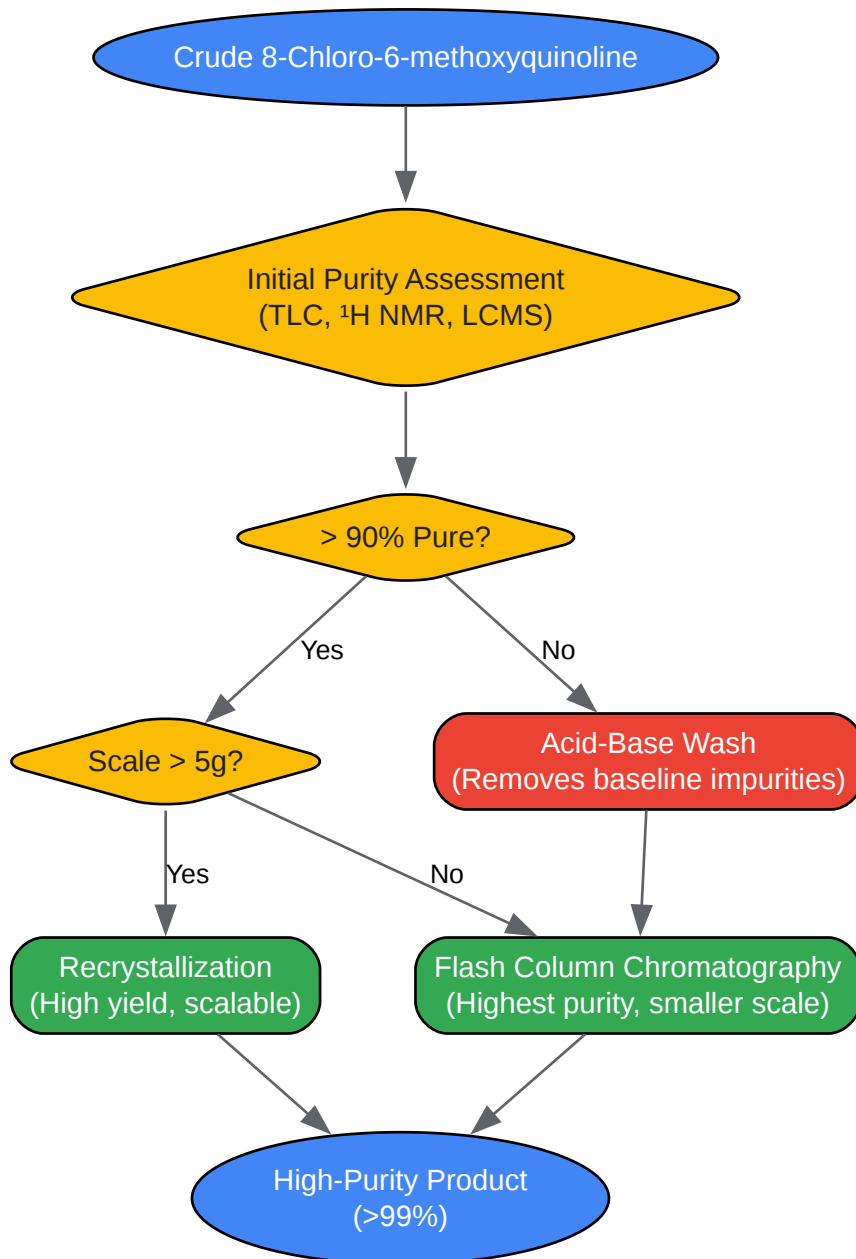 Crude 8-Chloro-6-methoxyquinoline
Initial Purity Assessment
(TLC, ¹H NMR, LCMS)
> 90% Pure?
Yes
No
Scale > 5g?
Acid-Base Wash
(Removes baseline impurities)
Yes
No
Recrystallization
(High yield, scalable)
Flash Column Chromatography
(Highest purity, smaller scale)
High-Purity Product
(>99%)